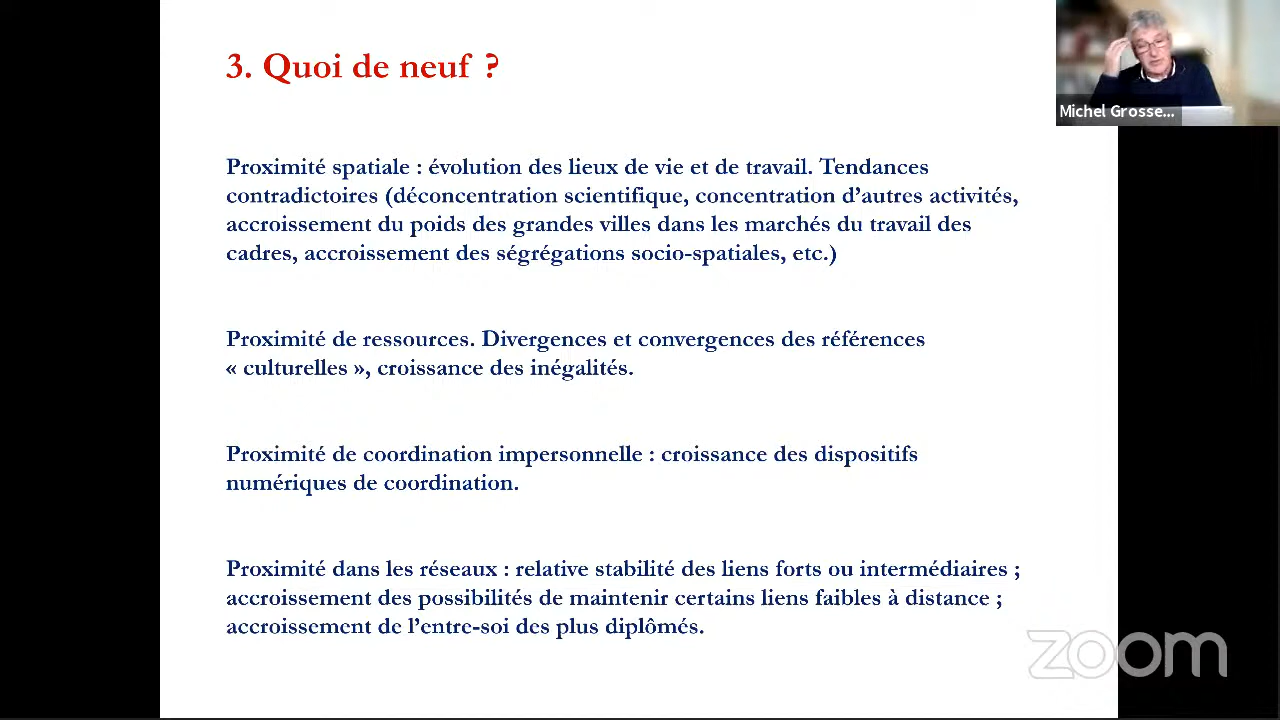 3. Quoi de neuf ?
Michel Grosse...
Proximité spatiale : évolution des lieux de vie et de travail. Tendances
contradictoires (déconcentration scientifique, concentration d’autres activités,
accroissement du poids des grandes villes dans les marchés du travail des
cadres, accroissement des ségrégations socio-spatiales, etc.)
Proximité de ressources. Divergences et convergences des références
« culturelles », croissance des inégalités.
Proximité de coordination impersonnelle : croissance des dispositifs
numériques de coordination.
Proximité dans les réseaux : relative stabilité des liens forts ou intermédiaires ;
accroissement des possibilités de maintenir certains liens faibles à distance ;
accroissement de l’entre-soi des plus diplômés.
zoom